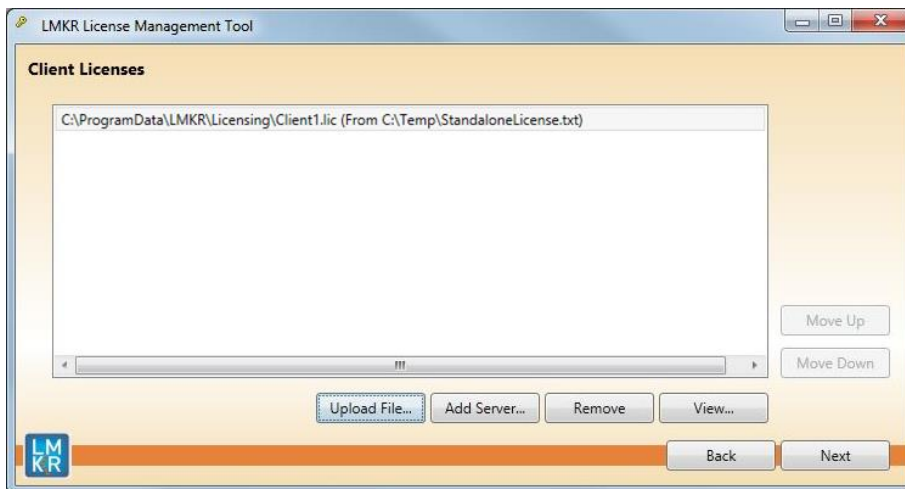 LMKR License Management Tool
Client Licenses
C:\ProgramData\LMKR\Licensing\Client1.lic (From C:\Temp\StandaloneLicense.txt)
Move Up
Move Down
Upload File... Add Server... Remove View...
LM
KR
Back Next